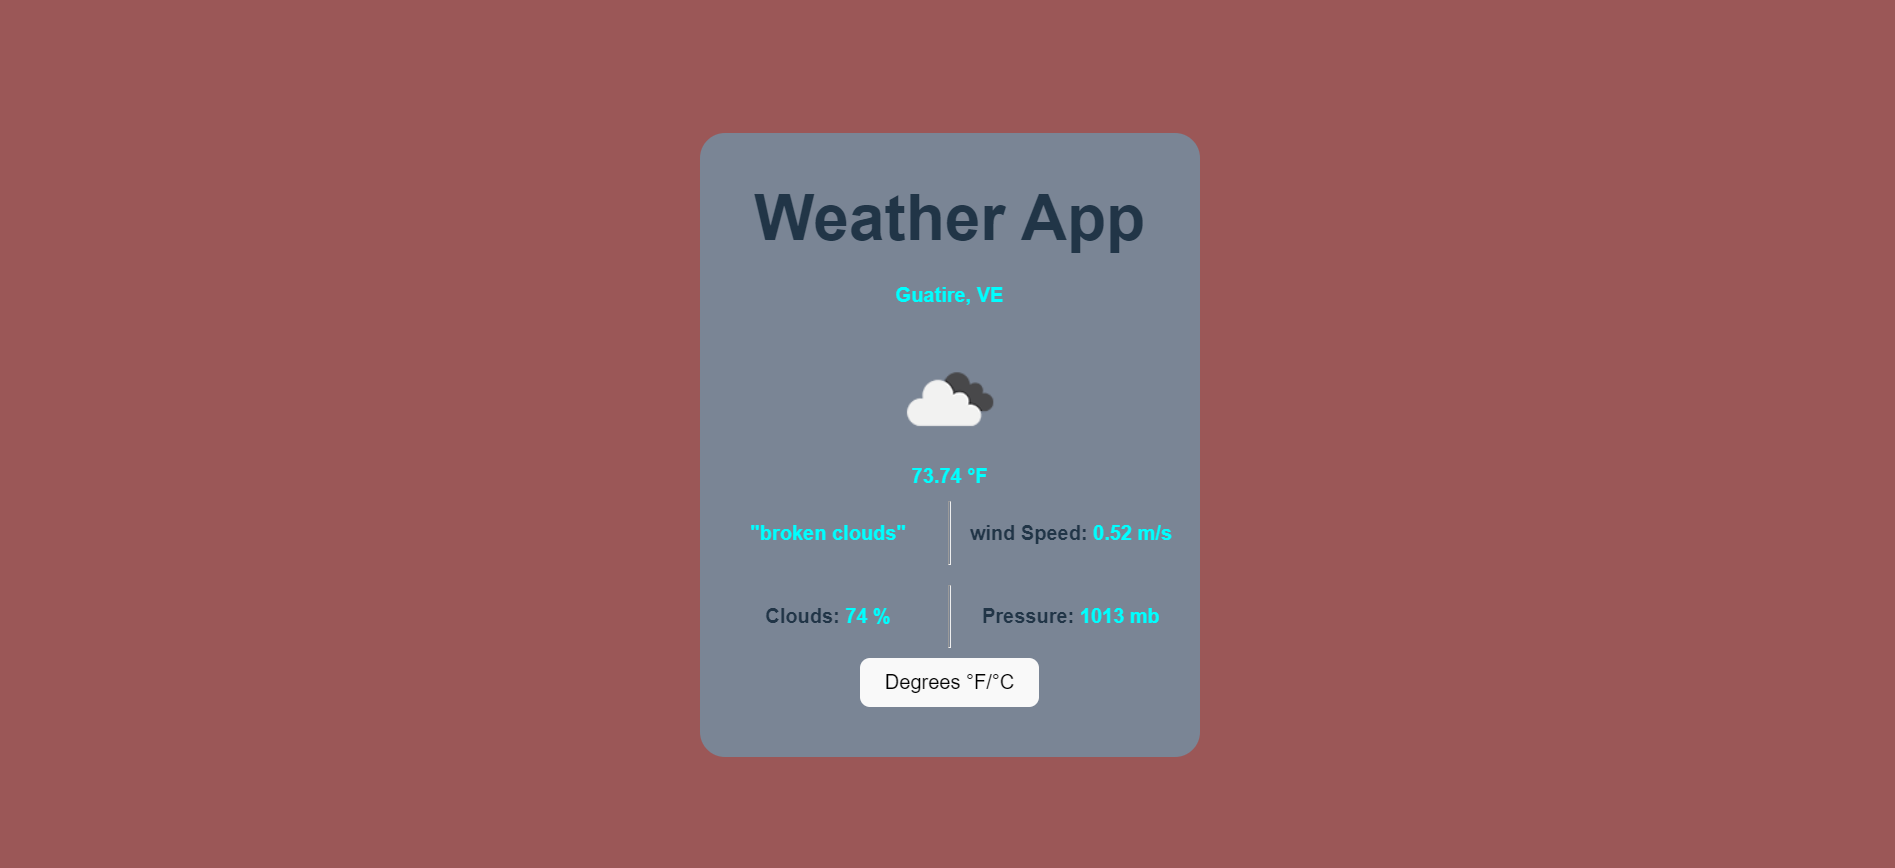 Weather App
Guatire, VE
73.74 °F
"broken clouds"
wind Speed: 0.52 m/s
Clouds: 74 %
Pressure: 1013 mb
Degrees °F/°C